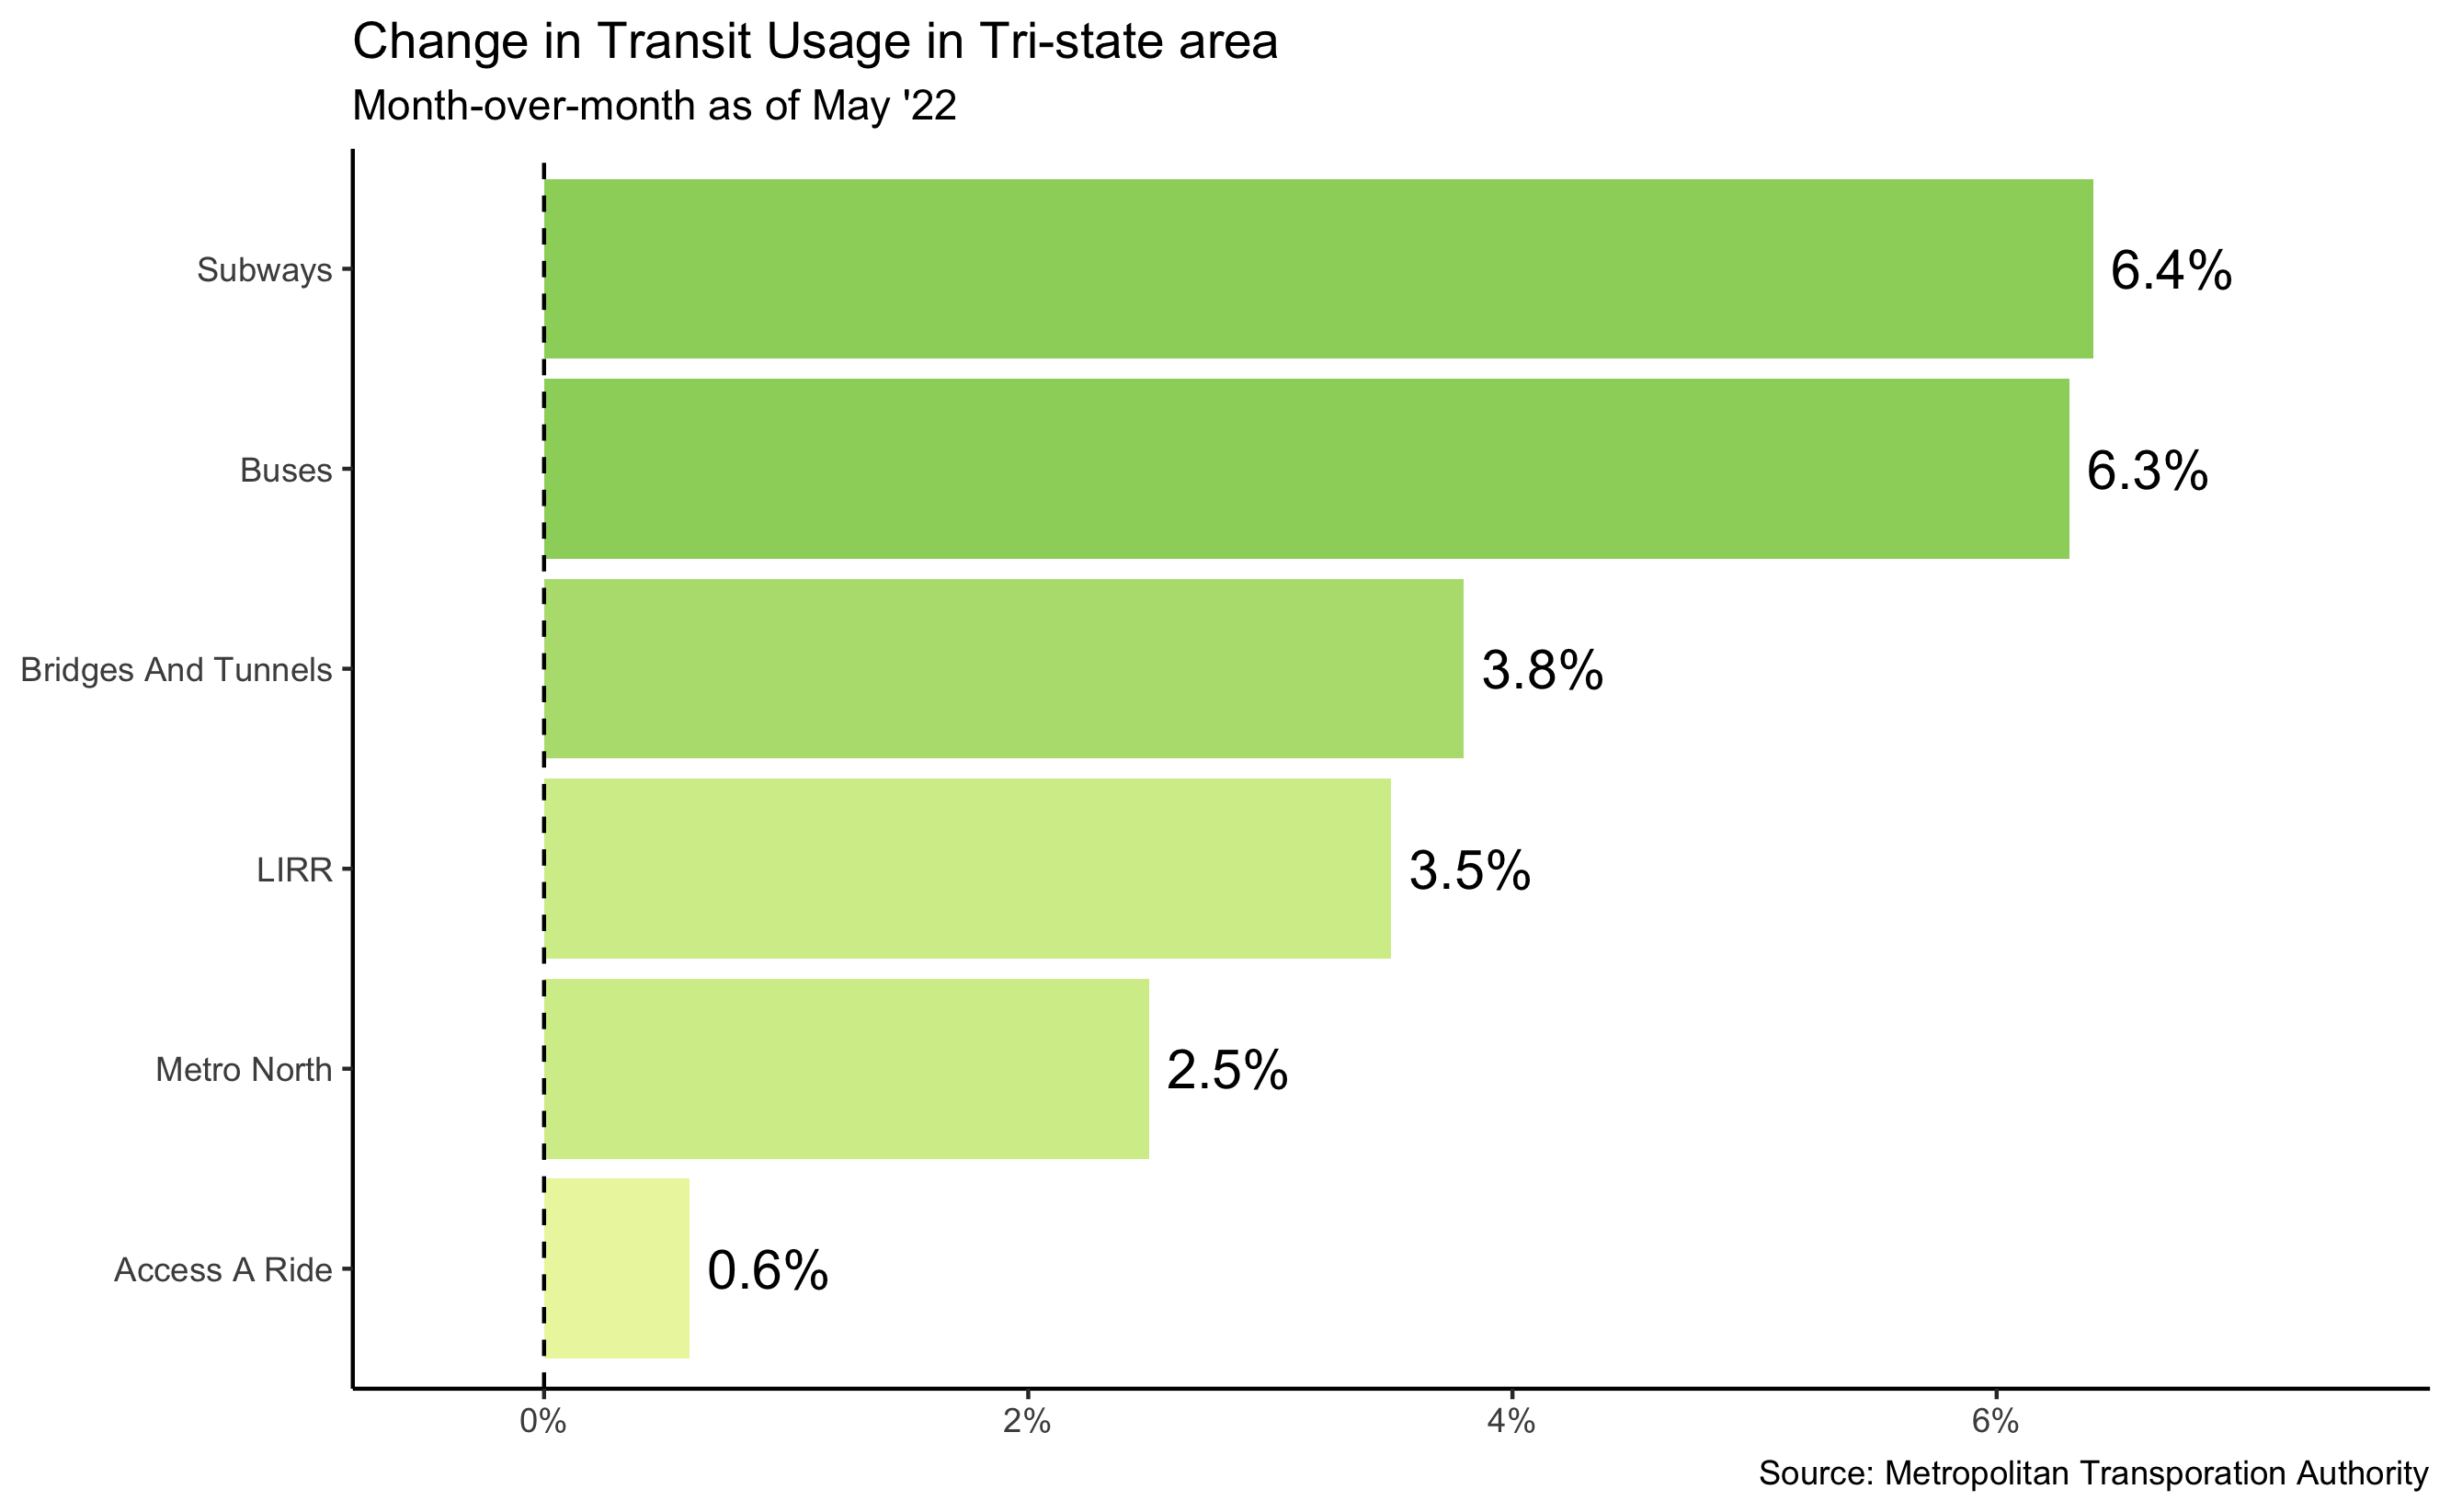 Change in Transit Usage in Tri-state area
Month-over-month as of May '22
Subways
6.4%
Buses
6.3%
Bridges And Tunnels
3.8%
LIRR
3.5%
Metro North
2.5%
Access A Ride
0.6%
0% 2% 4% 6%
Source: Metropolitan Transporation Authority